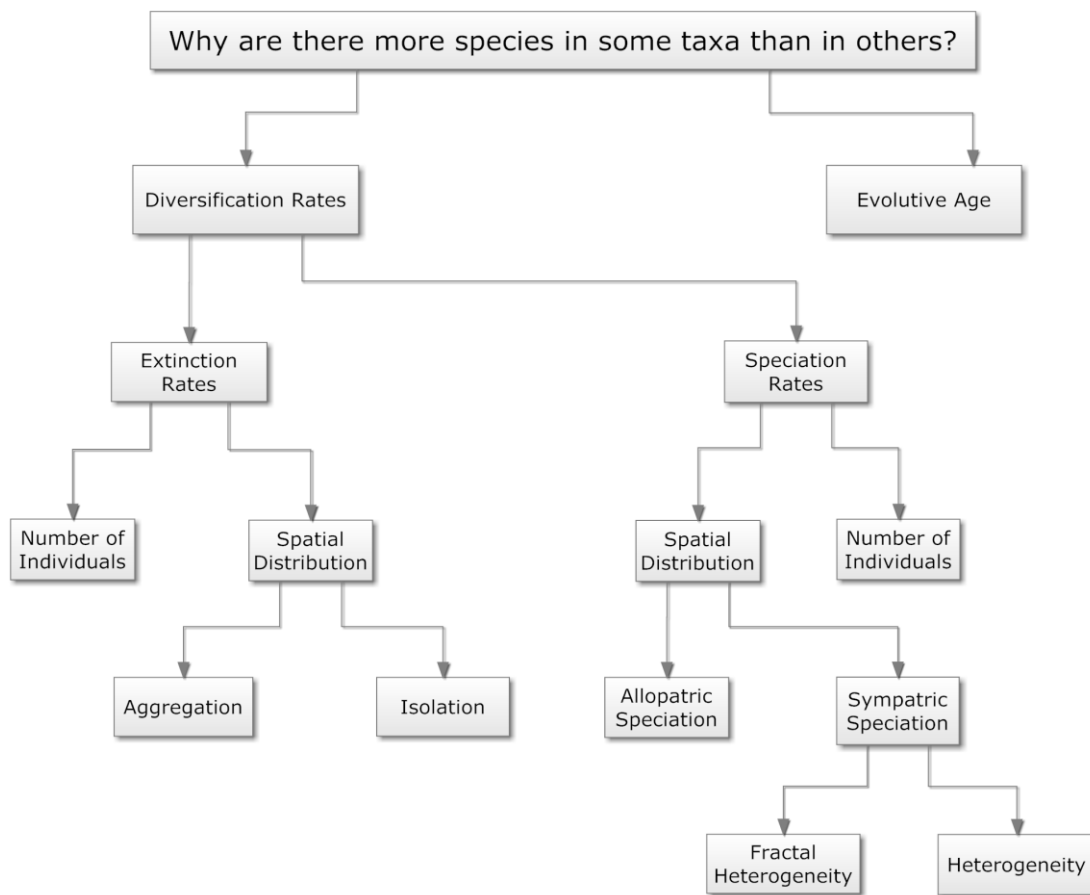 Why are there more species in some taxa than in others?
Diversification Rates
Evolutive Age
Extinction
Rates
Speciation
Rates
Number of
Individuals
Spatial
Distribution
Spatial
Distribution
Number of
Individuals
Aggregation
Isolation
Allopatric
Speciation
Sympatric
Speciation
Fractal
Heterogeneity
Heterogeneity